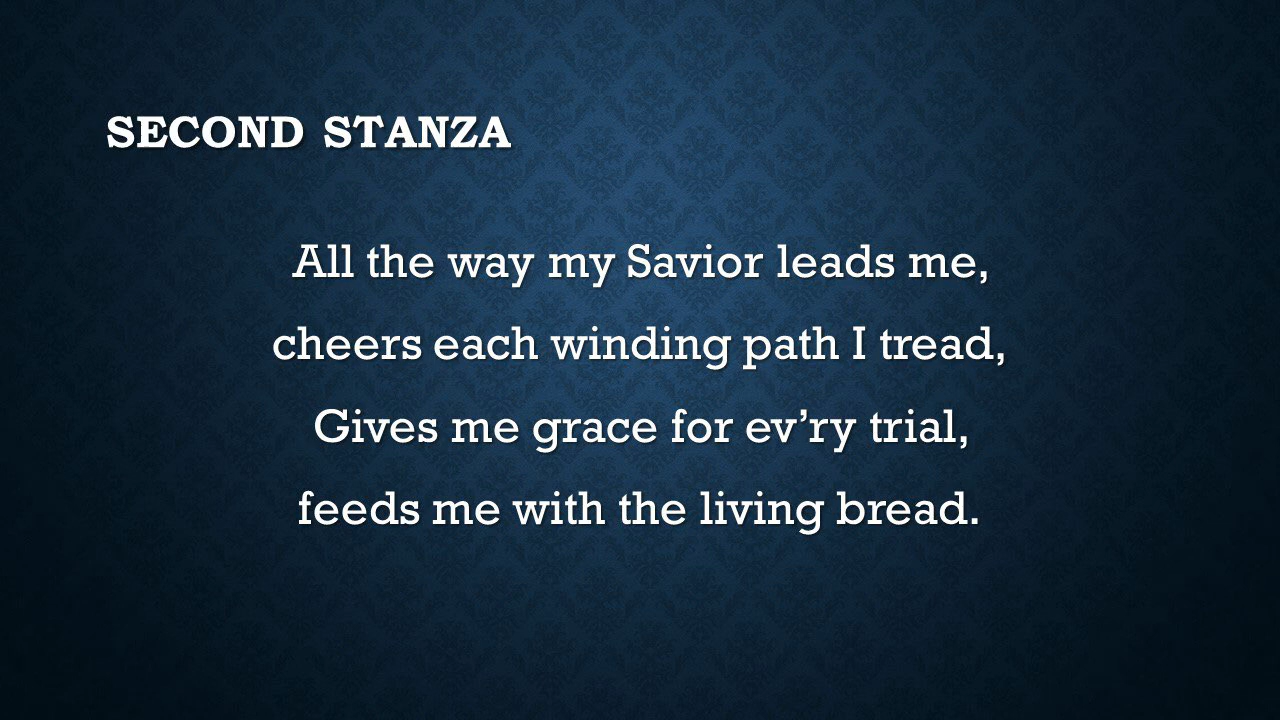 SECOND STANZA
All the way my Savior leads me,
cheers each winding path I tread,
Gives me grace for ev’ry trial,
feeds me with the living bread.